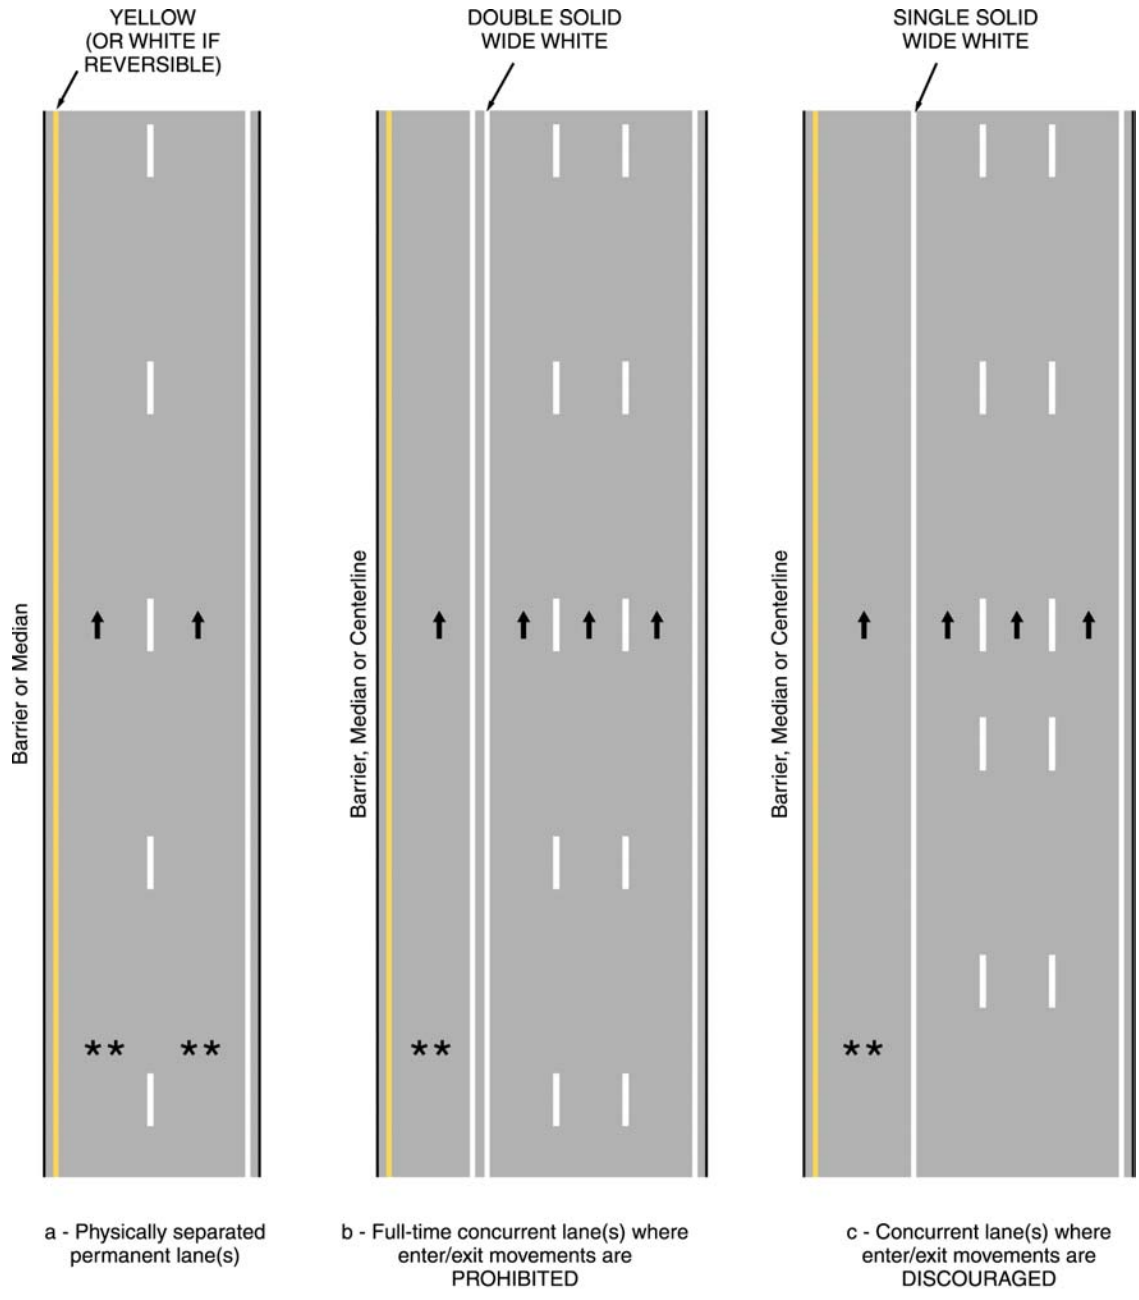 YELLOW
(OR WHITE IF
REVERSIBLE)
DOUBLE SOLID
WIDE WHITE
SINGLE SOLID
WIDE WHITE
Barrier or Median
Barrier, Median or Centerline
Barrier, Median or Centerline
** **
**
**
a - Physically separated
permanent lane(s)
b - Full-time concurrent lane(s) where
enter/exit movements are
PROHIBITED
c - Concurrent lane(s) where
enter/exit movements are
DISCOURAGED